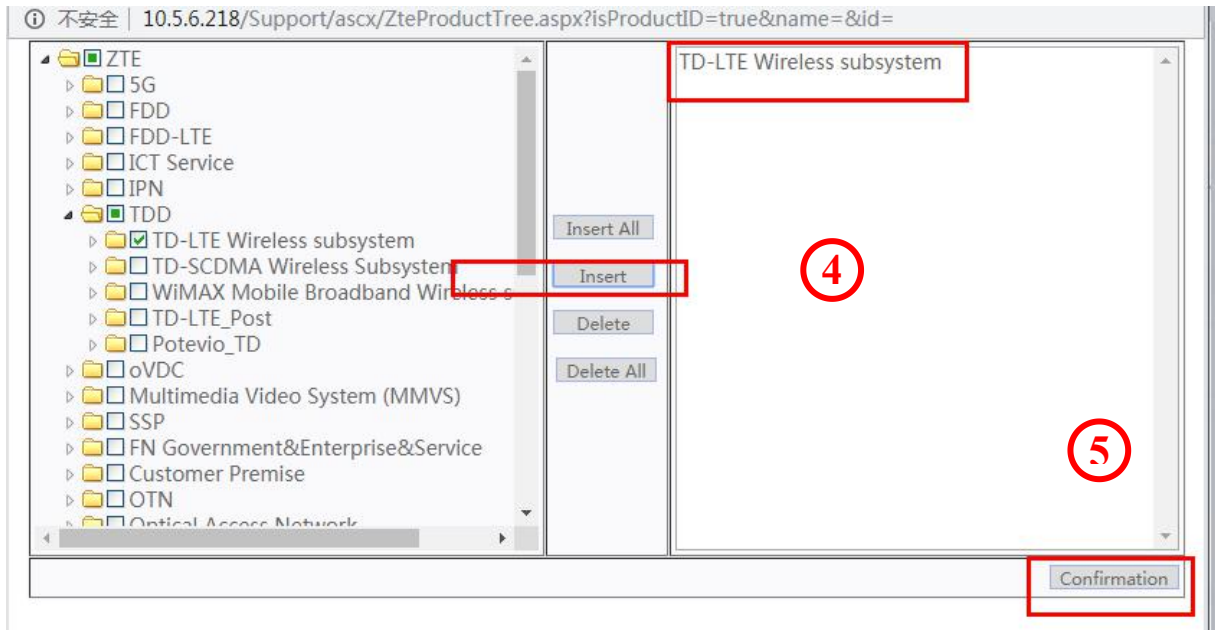 不安全 | 10.5.6.218/Support/ascx/ZteProductTree.aspx?isProductID=true&name=&id=
ZTE
5G
FDD
FDD-LTE
ICT Service
IPN
TDD
TD-LTE Wireless subsystem
TD-SCDMA Wireless Subsystem
WiMAX Mobile Broadband Wireless s
TD-LTE_Post
Potevio_TD
oVDC
Multimedia Video System (MMVS)
SSP
FN Government&Enterprise&Service
Customer Premise
OTN
Optical Access Network
Insert All
Insert
Delete
Delete All
TD-LTE Wireless subsystem
4
5
Confirmation